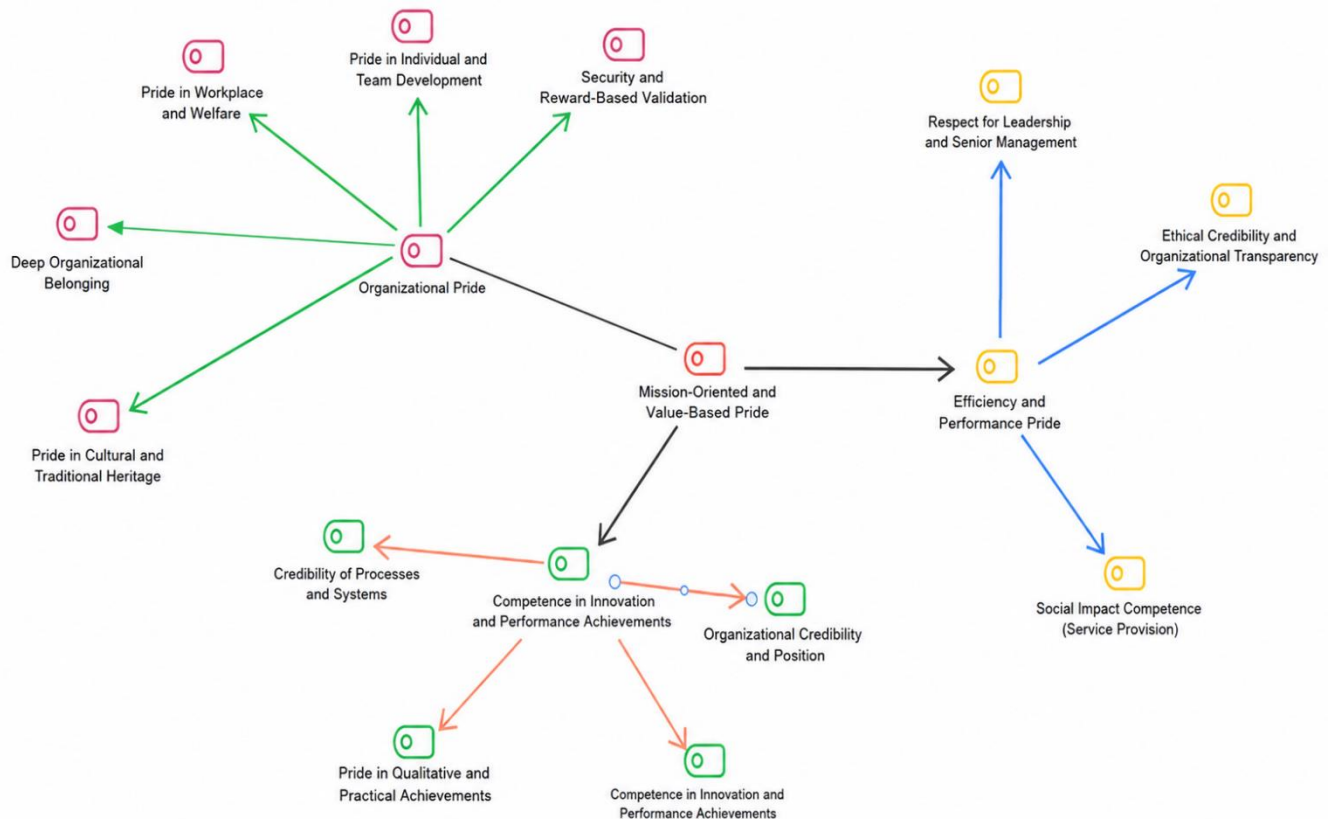 Pride in Individual and
Team Development
Security and
Reward-Based Validation
Pride in Workplace
and Welfare
Respect for Leadership
and Senior Management
Ethical Credibility and
Organizational Transparency
Deep Organizational
Belonging
Organizational Pride
Mission-Oriented and
Value-Based Pride
Efficiency and
Performance Pride
Pride in Cultural and
Traditional Heritage
Credibility of Processes
and Systems
Competence in Innovation
and Performance Achievements
Organizational Credibility
and Position
Social Impact Competence
(Service Provision)
Pride in Qualitative and
Practical Achievements
Competence in Innovation and
Performance Achievements